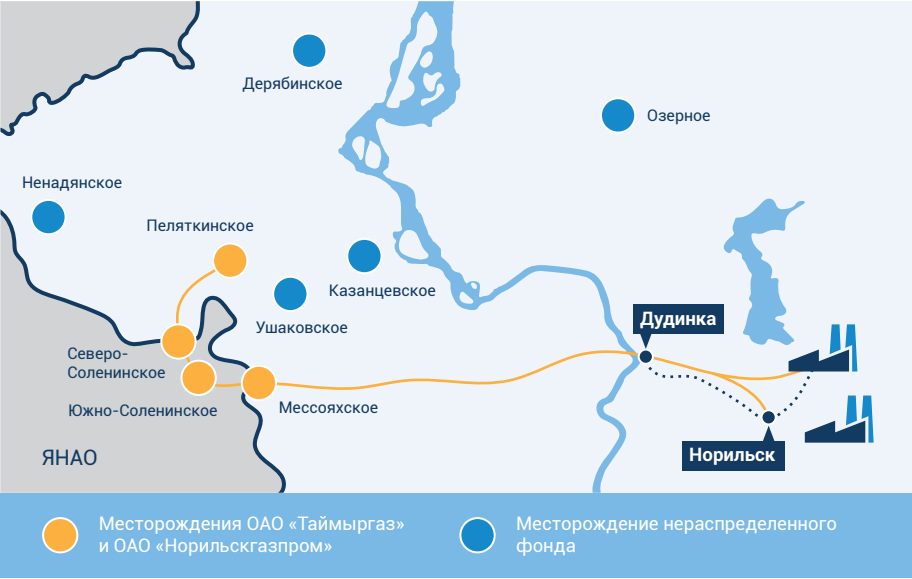 Дерябинское
Озерное
Ненадянское
Пеляткинское
Казанцевское
Ушаковское
Дудинка
Северо-
Соленинское
Южно-Соленинское
Мессояхское
Норильск
ЯНАО
Месторождения ОАО «Таймыргаз»
и ОАО «Норильскгазпром»
Месторождение нераспределенного
фонда